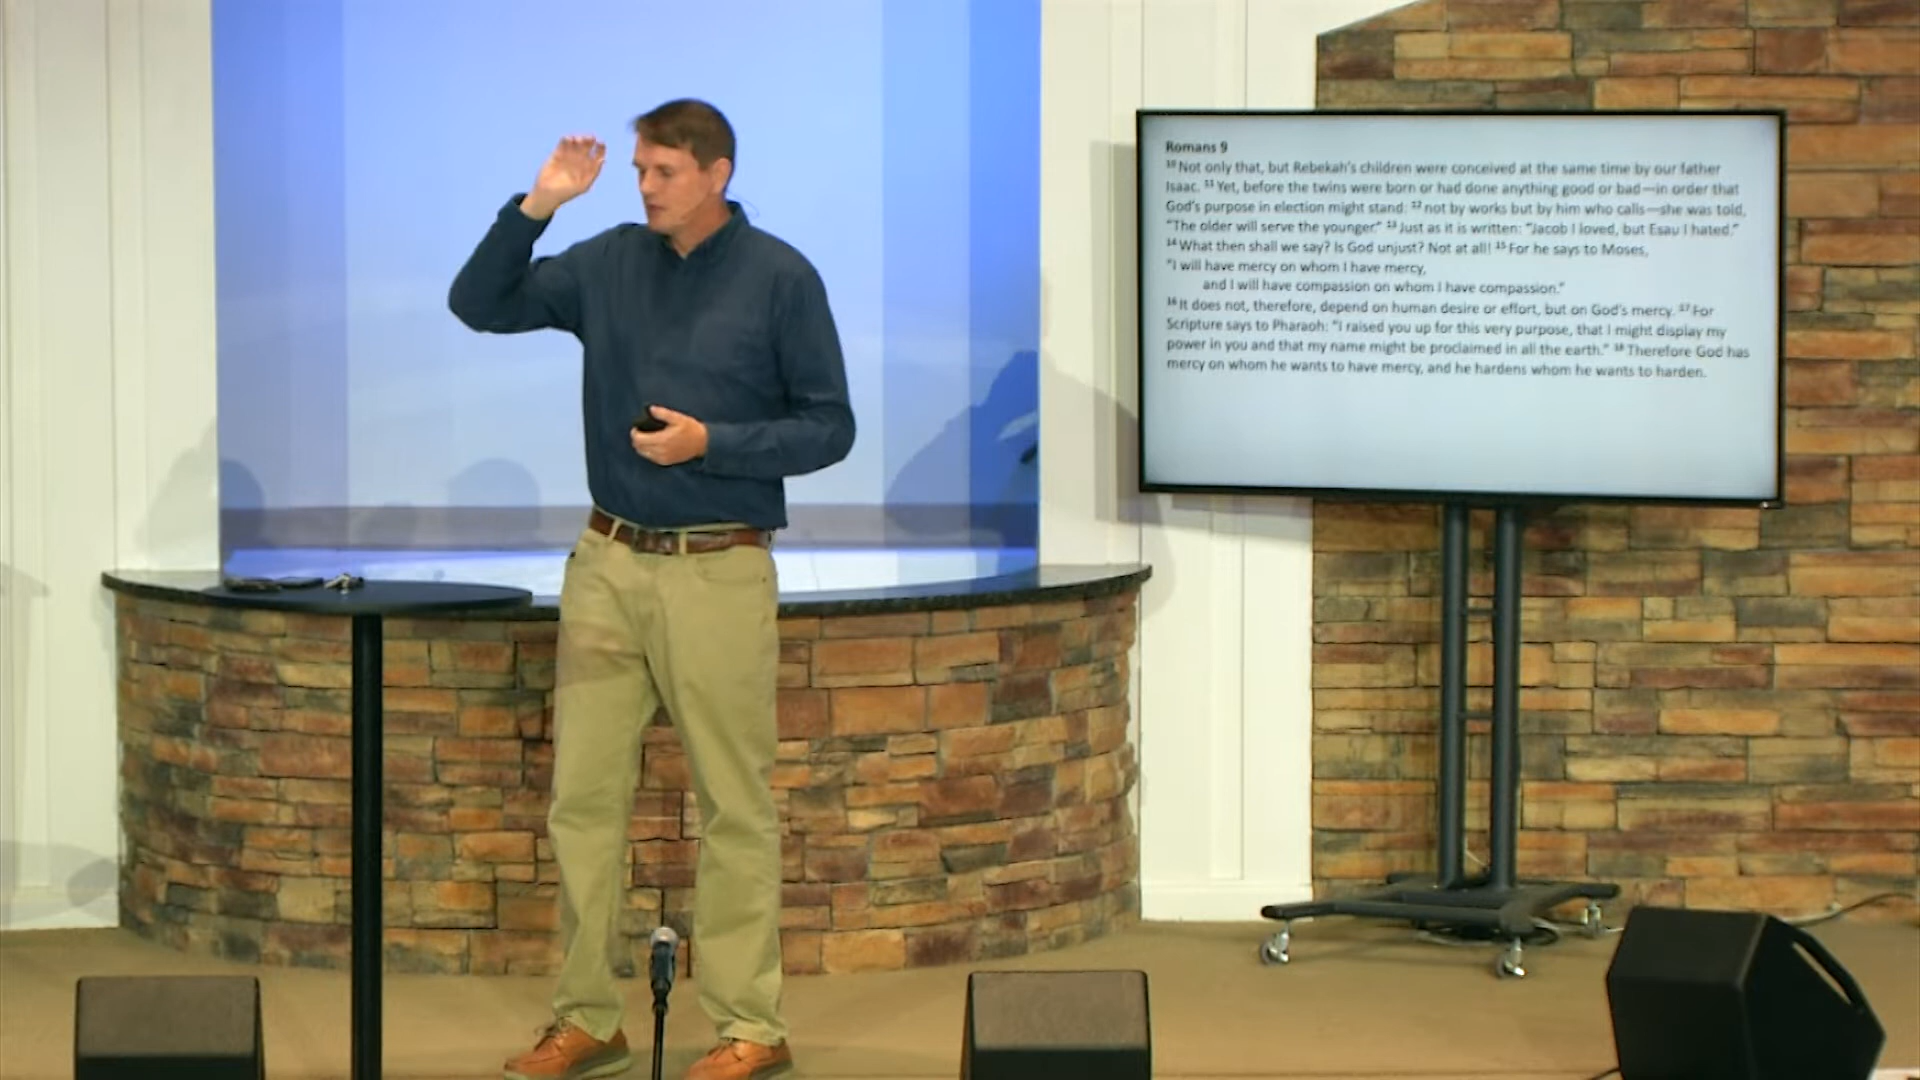 Romans 9
10 Not only that, but Rebekah's children were conceived at the same time by our father
Isaac. 11 Yet, before the twins were born or had done anything good or bad—in order that
God's purpose in election might stand: 12 not by works but by him who calls—she was told,
"The older will serve the younger." 13 Just as it is written: "Jacob I loved, but Esau I hated."
14 What then shall we say? Is God unjust? Not at all! 15 For he says to Moses,
"I will have mercy on whom I have mercy,
and I will have compassion on whom I have compassion."
16 It does not, therefore, depend on human desire or effort, but on God's mercy. 17 For
Scripture says to Pharaoh: "I raised you up for this very purpose, that I might display my
power in you and that my name might be proclaimed in all the earth." 18 Therefore God has
mercy on whom he wants to have mercy, and he hardens whom he wants to harden.